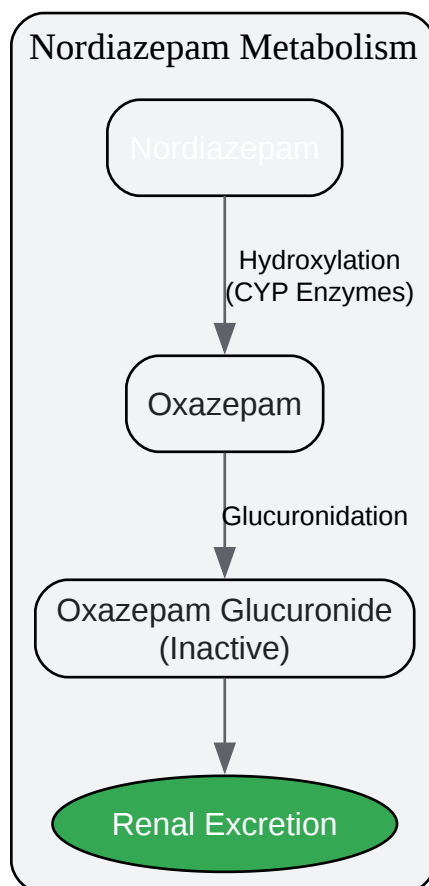 Nordiazepam Metabolism
Nordiazepam
Hydroxylation
(CYP Enzymes)
Oxazepam
Glucuronidation
Oxazepam Glucuronide
(Inactive)
Renal Excretion